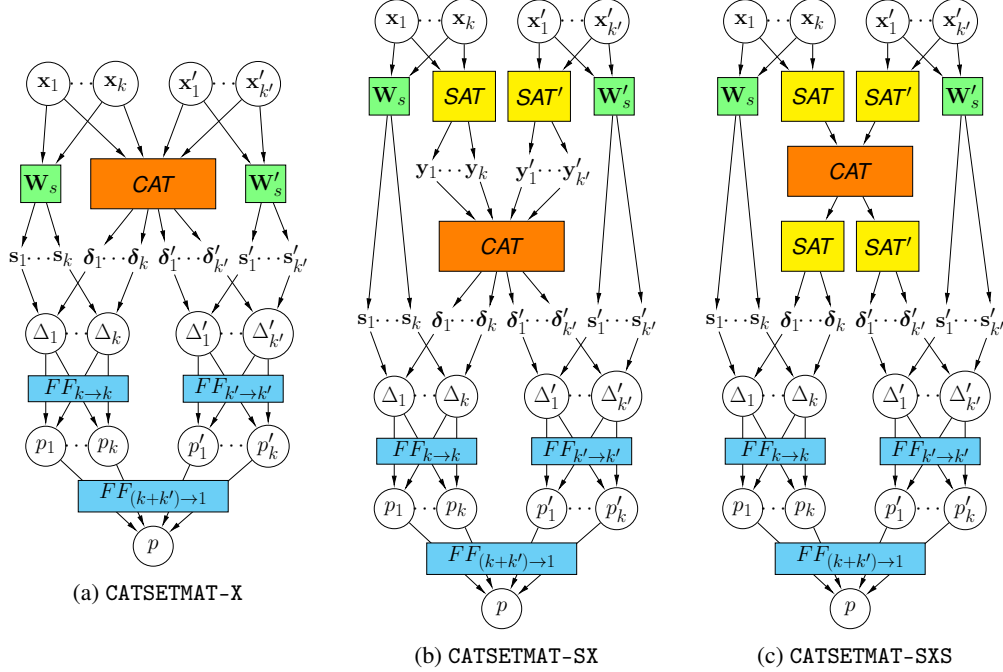 x₁ ⋯ xₖ x′₁ ⋯ x′ₖ′
Wₛ CAT W′ₛ
s₁⋯sₖ δ₁⋯δₖ δ′₁⋯δ′ₖ′ s′₁⋯s′ₖ′
Δ₁ ⋯ Δₖ Δ′₁ ⋯ Δ′ₖ′
FFₖ→ₖ FFₖ′→ₖ′
p₁ ⋯ pₖ p′₁ ⋯ p′ₖ
FF₍ₖ₊ₖ′₎→₁
p
(a) CATSETMAT-X
x₁ ⋯ xₖ x′₁ ⋯ x′ₖ′
Wₛ SAT SAT′ W′ₛ
y₁⋯yₖ y′₁⋯y′ₖ′
CAT
s₁⋯sₖ δ₁⋯δₖ δ′₁⋯δ′ₖ′ s′₁⋯s′ₖ′
Δ₁ ⋯ Δₖ Δ′₁ ⋯ Δ′ₖ′
FFₖ→ₖ FFₖ′→ₖ′
p₁ ⋯ pₖ p′₁ ⋯ p′ₖ
FF₍ₖ₊ₖ′₎→₁
p
(b) CATSETMAT-SX
x₁ ⋯ xₖ x′₁ ⋯ x′ₖ′
Wₛ SAT SAT′ W′ₛ
CAT
SAT SAT′
s₁⋯sₖ δ₁⋯δₖ δ′₁⋯δ′ₖ′ s′₁⋯s′ₖ′
Δ₁ ⋯ Δₖ Δ′₁ ⋯ Δ′ₖ′
FFₖ→ₖ FFₖ′→ₖ′
p₁ ⋯ pₖ p′₁ ⋯ p′ₖ
FF₍ₖ₊ₖ′₎→₁
p
(c) CATSETMAT-SXS